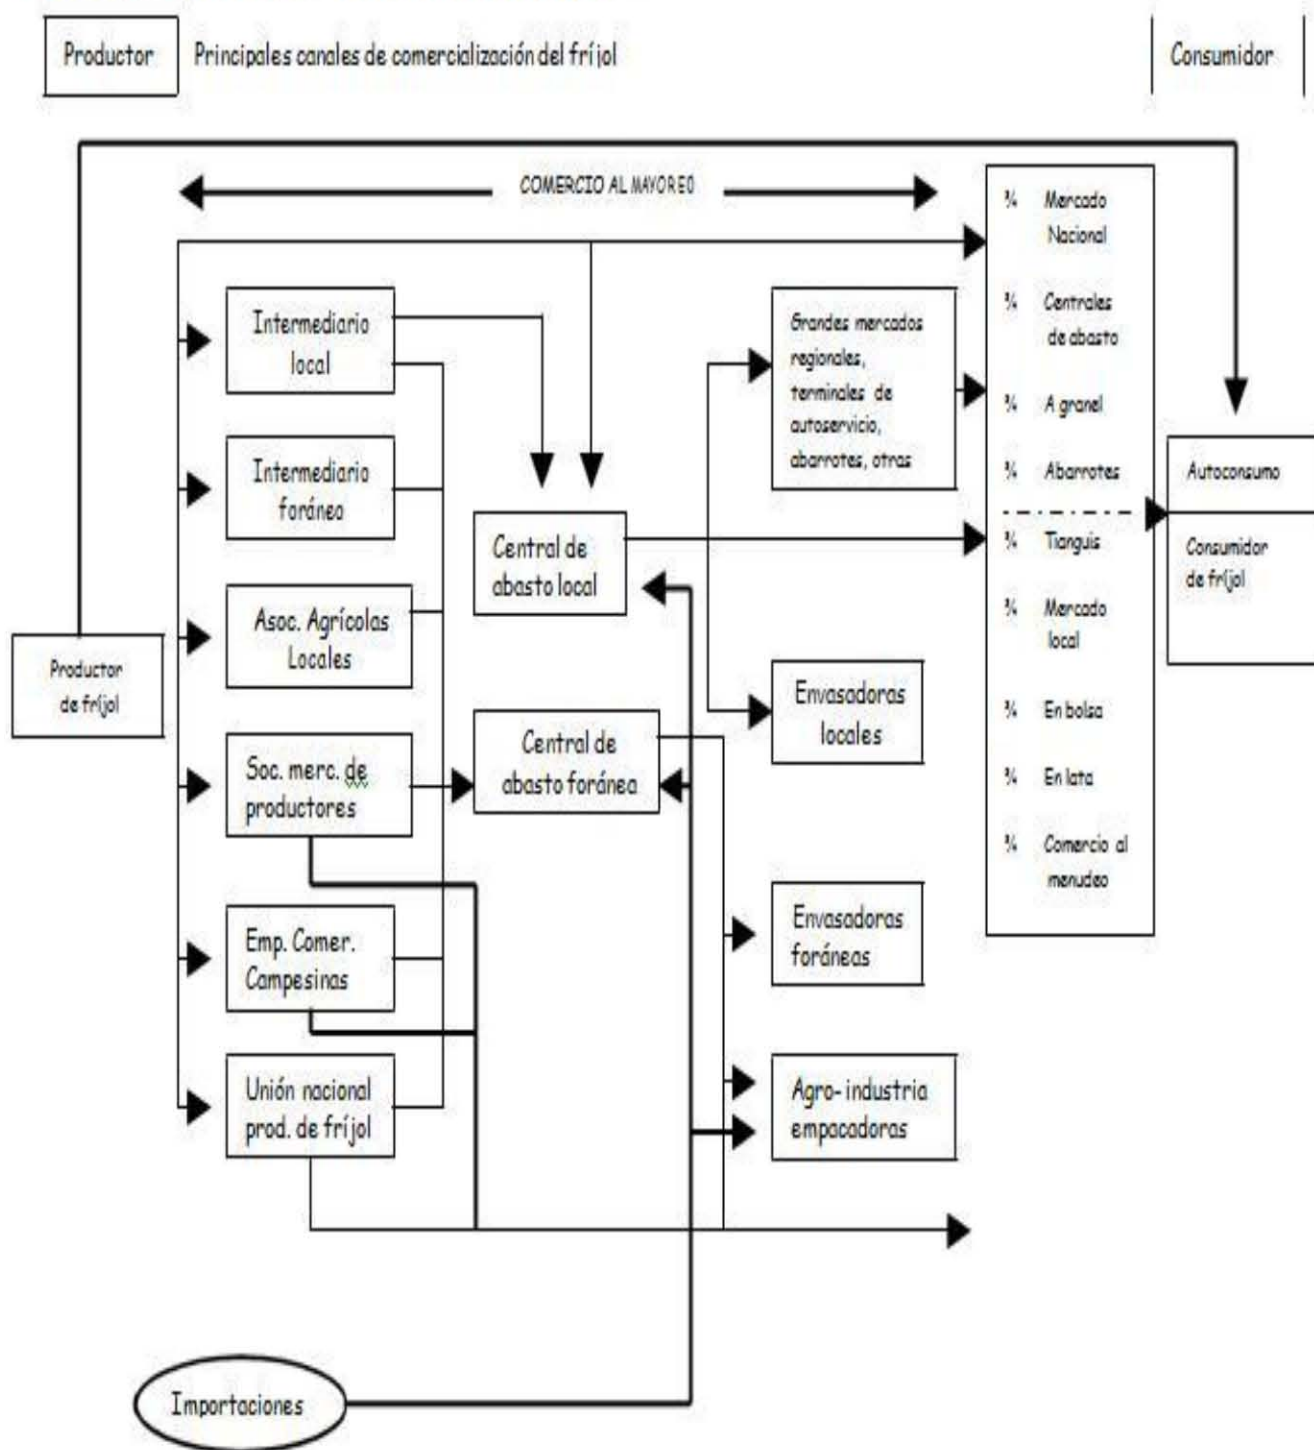 Productor
Principales canales de comercialización del fríjol
Consumidor
COMERCIO AL MAYOREO
Productor
de fríjol
Intermediario
local
Intermediario
foráneo
Asoc. Agrícolas
Locales
Soc. merc. de
productores
Emp. Comer.
Campesinas
Unión nacional
prod. de fríjol
Importaciones
Central de
abasto local
Central de
abasto foránea
Grandes mercados
regionales,
terminales de
autoservicio,
abarrotes, otras
Envasadoras
locales
Envasadoras
foráneas
Agro-industria
empacadoras
¾ Mercado
Nacional
¾ Centrales
de abasto
¾ A granel
¾ Abarrotes
¾ Tianguis
¾ Mercado
local
¾ En bolsa
¾ En lata
¾ Comercio al
menudeo
Autoconsumo
Consumidor
de fríjol